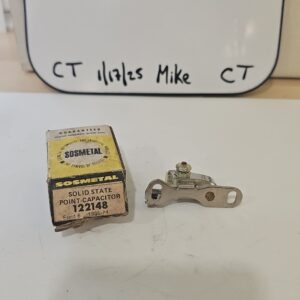 CT 1/17/25 Mike CT
GUARANTEED
SOSMETAL
SOSMETAL
SOLID STATE
POINT-CAPACITOR
122148